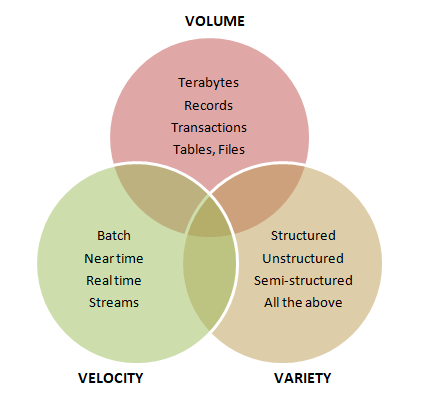 VOLUME
Terabytes
Records
Transactions
Tables, Files
Batch
Near time
Real time
Streams
Structured
Unstructured
Semi-structured
All the above
VELOCITY
VARIETY